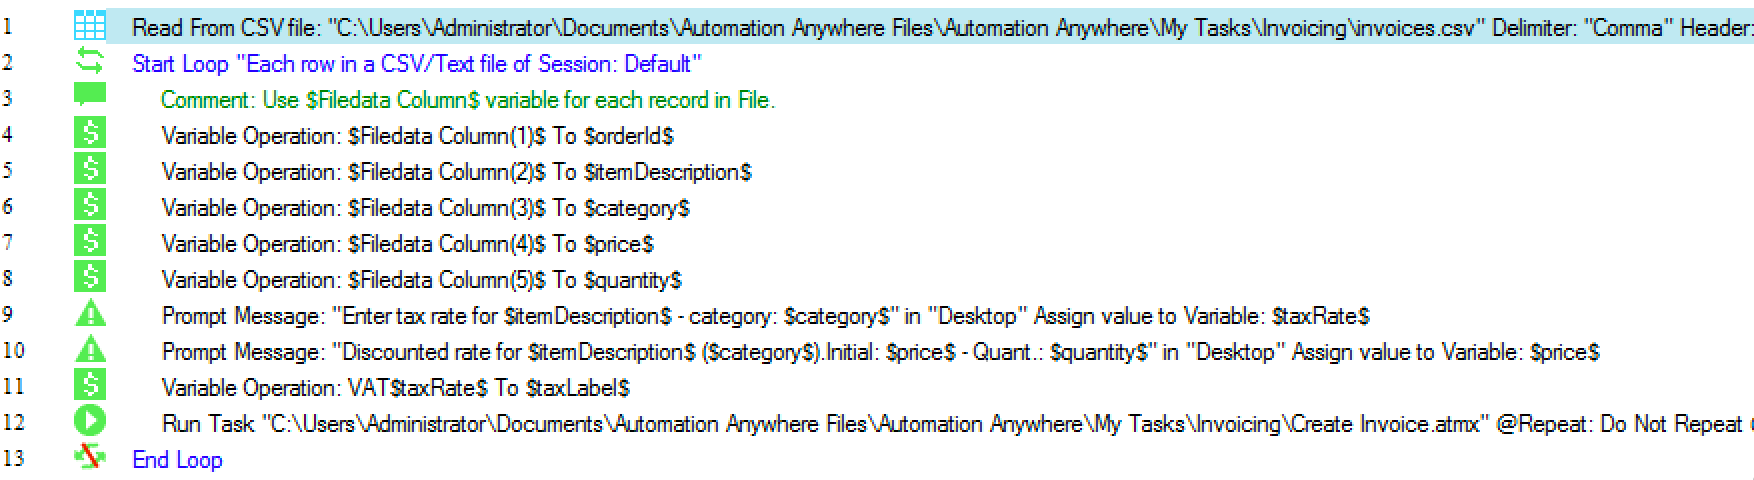 1 Read From CSV file: "C:\Users\Administrator\Documents\Automation Anywhere Files\Automation Anywhere\My Tasks\Invoicing\invoices.csv" Delimiter: "Comma" Header:
2 Start Loop "Each row in a CSV/Text file of Session: Default"
3 Comment: Use $Filedata Column$ variable for each record in File.
4 Variable Operation: $Filedata Column(1)$ To $orderId$
5 Variable Operation: $Filedata Column(2)$ To $itemDescription$
6 Variable Operation: $Filedata Column(3)$ To $category$
7 Variable Operation: $Filedata Column(4)$ To $price$
8 Variable Operation: $Filedata Column(5)$ To $quantity$
9 Prompt Message: "Enter tax rate for $itemDescription$ - category: $category$" in "Desktop" Assign value to Variable: $taxRate$
10 Prompt Message: "Discounted rate for $itemDescription$ ($category$).Initial: $price$ - Quant.: $quantity$" in "Desktop" Assign value to Variable: $price$
11 Variable Operation: VAT$taxRate$ To $taxLabel$
12 Run Task "C:\Users\Administrator\Documents\Automation Anywhere Files\Automation Anywhere\My Tasks\Invoicing\Create Invoice.atmx" @Repeat: Do Not Repeat
13 End Loop